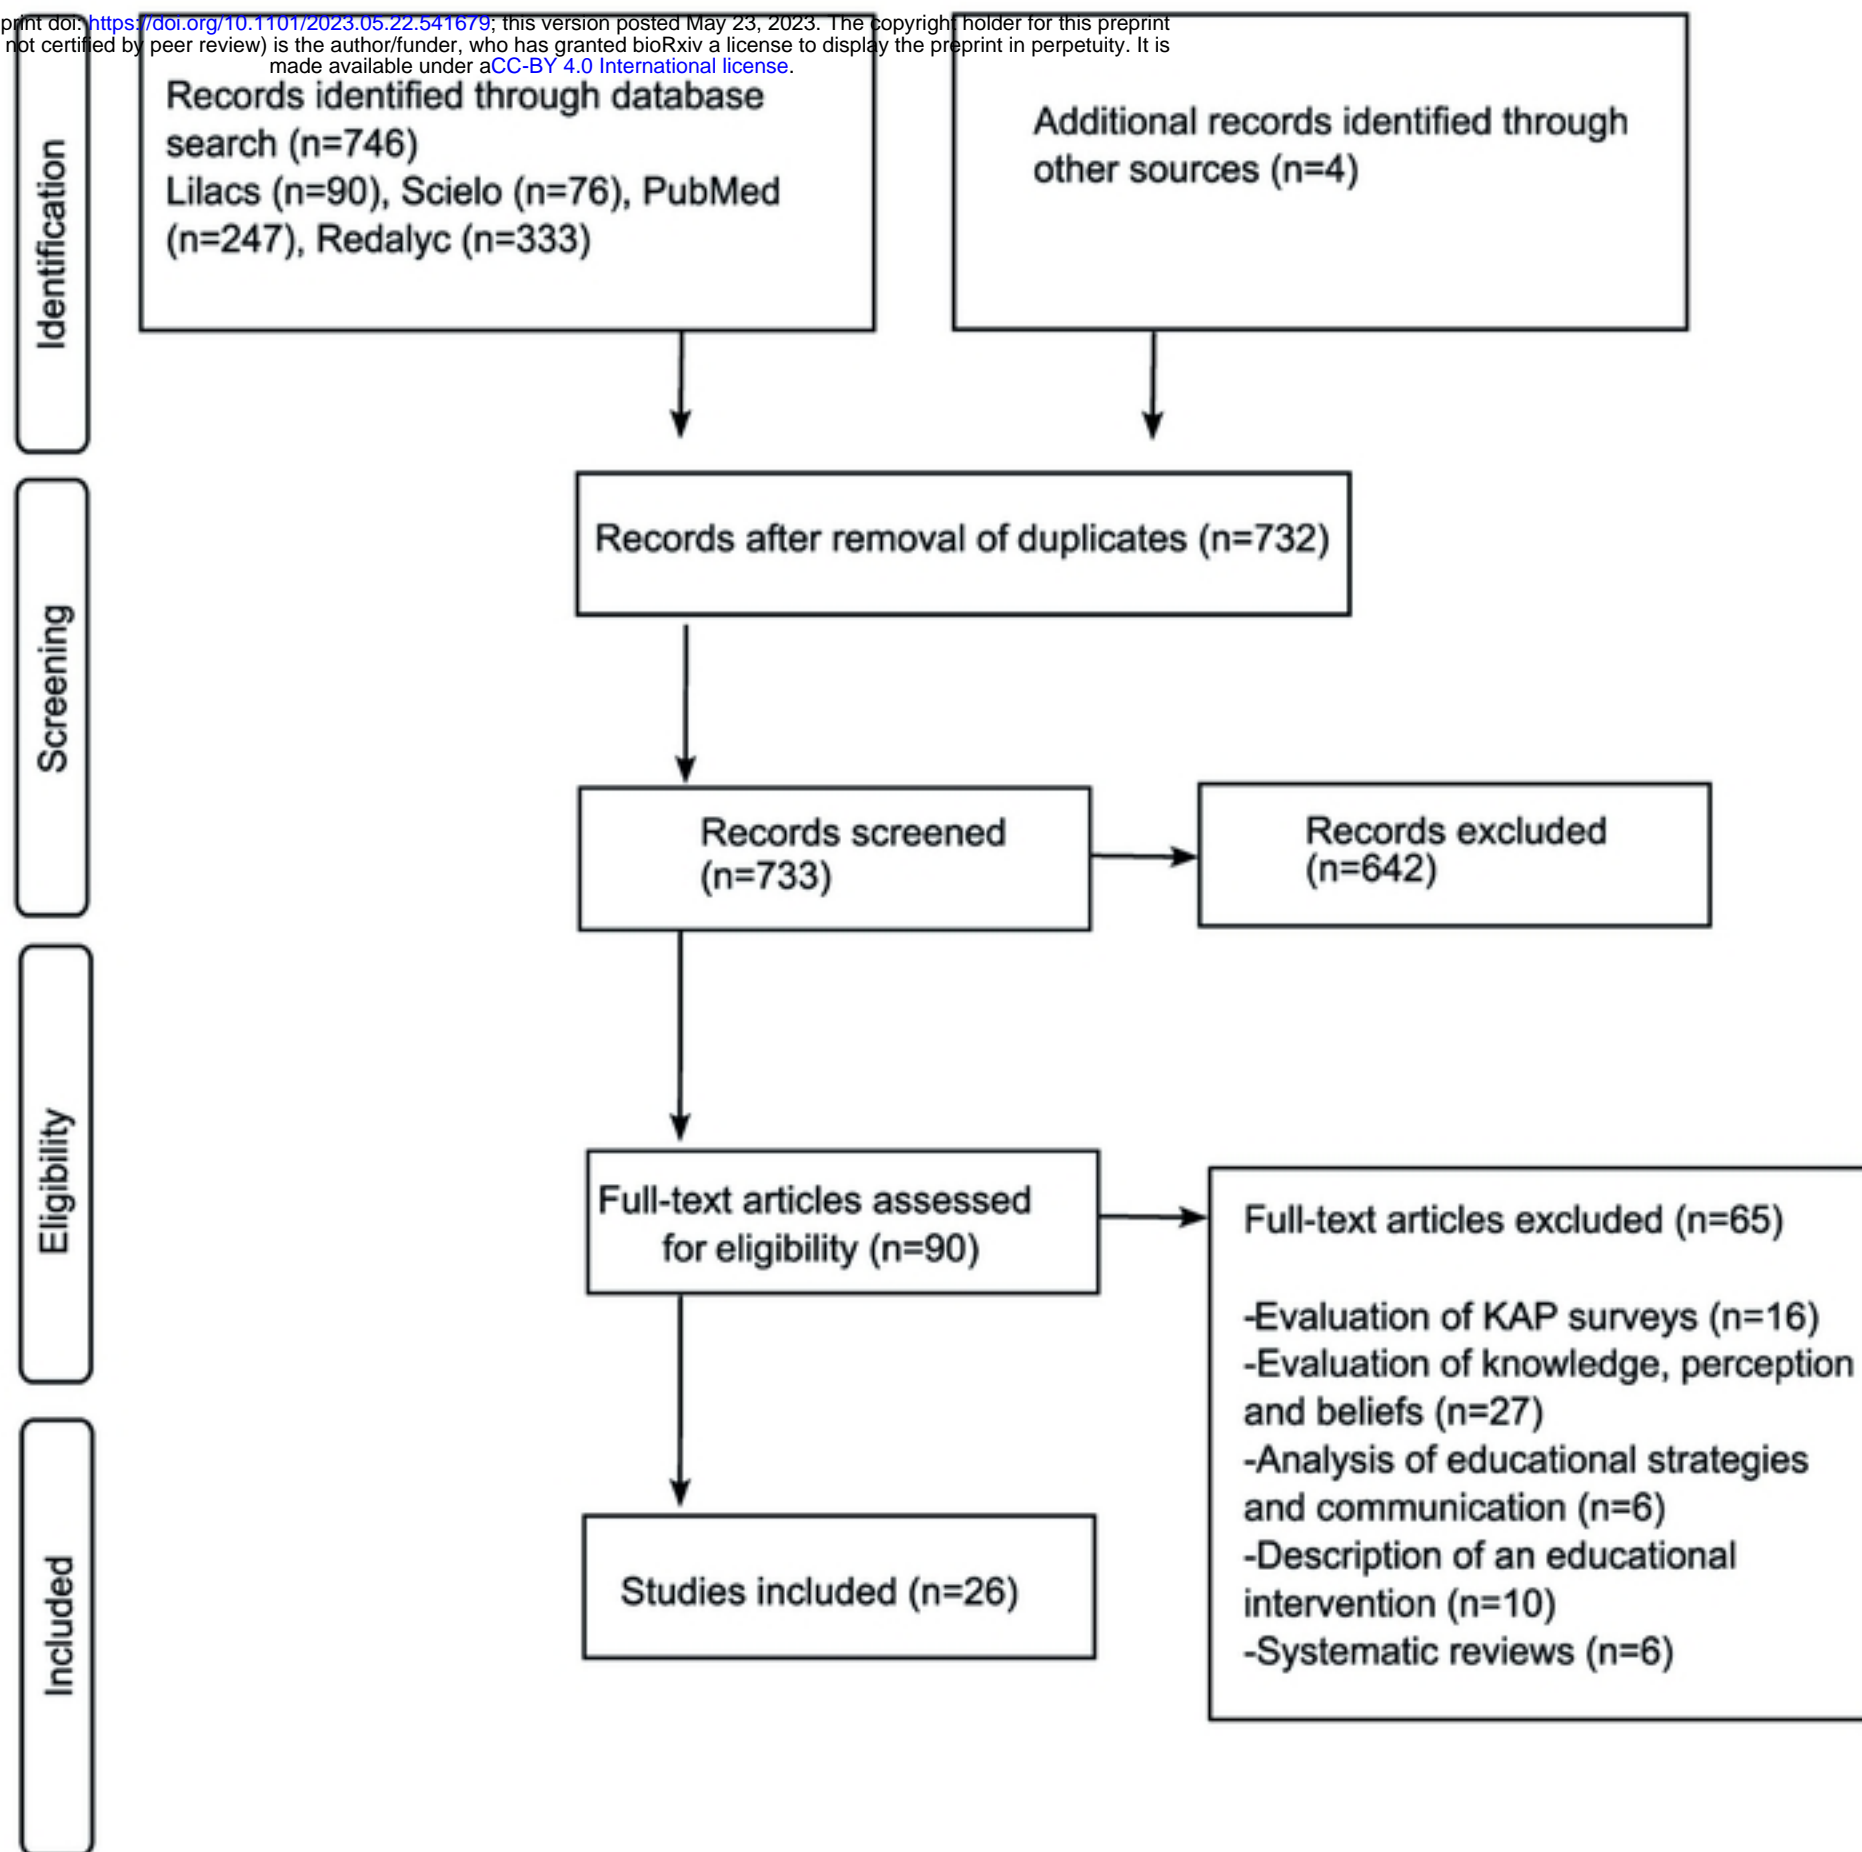 print doi: https://doi.org/10.1101/2023.05.22.541679; this version posted May 23, 2023. The copyright holder for this preprint
not certified by peer review) is the author/funder, who has granted bioRxiv a license to display the preprint in perpetuity. It is
made available under aCC-BY 4.0 International license.
Identification
Records identified through database
search (n=746)
Lilacs (n=90), Scielo (n=76), PubMed
(n=247), Redalyc (n=333)
Additional records identified through
other sources (n=4)
Screening
Records after removal of duplicates (n=732)
Records screened
(n=733)
Records excluded
(n=642)
Eligibility
Full-text articles assessed
for eligibility (n=90)
Full-text articles excluded (n=65)
-Evaluation of KAP surveys (n=16)
-Evaluation of knowledge, perception
and beliefs (n=27)
-Analysis of educational strategies
and communication (n=6)
-Description of an educational
intervention (n=10)
-Systematic reviews (n=6)
Included
Studies included (n=26)